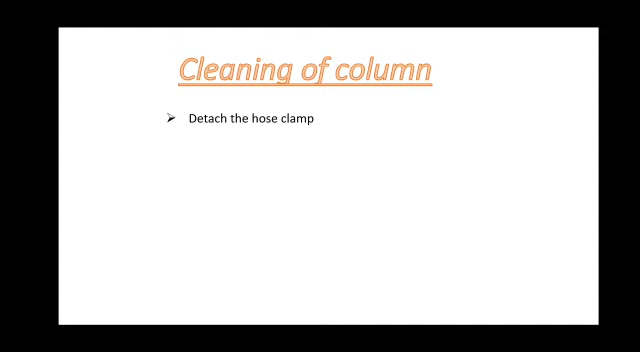 Cleaning of column
➢ Detach the hose clamp